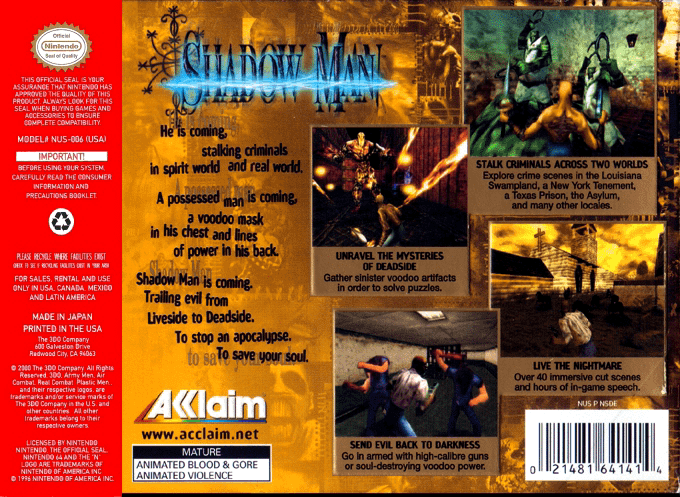 Official
Nintendo
Seal of Quality
THIS OFFICIAL SEAL IS YOUR
ASSURANCE THAT NINTENDO HAS
APPROVED THE QUALITY OF THIS
PRODUCT. ALWAYS LOOK FOR THIS
SEAL WHEN BUYING GAMES AND
ACCESSORIES TO ENSURE
COMPLETE COMPATIBILITY.
MODEL# NUS-006 (USA)
IMPORTANT!
BEFORE USING YOUR SYSTEM,
CAREFULLY READ THE CONSUMER
INFORMATION AND
PRECAUTIONS BOOKLET.
PLEASE RECYCLE WHERE FACILITIES EXIST
CHECK TO SEE IF RECYCLING FACILITIES EXIST IN YOUR AREA
FOR SALES, RENTAL AND USE
ONLY IN USA, CANADA, MEXICO
AND LATIN AMERICA
MADE IN JAPAN
PRINTED IN THE USA
The 3DO Company
600 Galveston Drive
Redwood City, CA 94063
© 2000 The 3DO Company. All Rights
Reserved. 3DO, Army Men, Air
Combat, Real Combat. Plastic Men.,
and their respective logos, are
trademarks and/or service marks of
The 3DO Company in the U.S. and
other countries. All other
trademarks belong to their
respective owners.
LICENSED BY NINTENDO
NINTENDO, THE OFFICIAL SEAL,
NINTENDO 64 AND THE "N"
LOGO ARE TRADEMARKS OF
NINTENDO OF AMERICA INC.
© 1996 NINTENDO OF AMERICA INC.
SHADOW MAN
He is coming,
stalking criminals
in spirit world and real world.
A possessed man is coming,
a voodoo mask
in his chest and lines
of power in his back.
Shadow Man is coming.
Trailing evil from
Liveside to Deadside.
To stop an apocalypse.
To save your soul.
Acclaim
www.acclaim.net
MATURE
ANIMATED BLOOD & GORE
ANIMATED VIOLENCE
UNRAVEL THE MYSTERIES
OF DEADSIDE
Gather sinister voodoo artifacts
in order to solve puzzles.
SEND EVIL BACK TO DARKNESS
Go in armed with high-calibre guns
or soul-destroying voodoo power.
STALK CRIMINALS ACROSS TWO WORLDS
Explore crime scenes in the Louisiana
Swampland, a New York Tenement,
a Texas Prison, the Asylum,
and many other locales.
LIVE THE NIGHTMARE
Over 40 immersive cut scenes
and hours of in-game speech.
NUS P NSDE
0 21481 64141 4